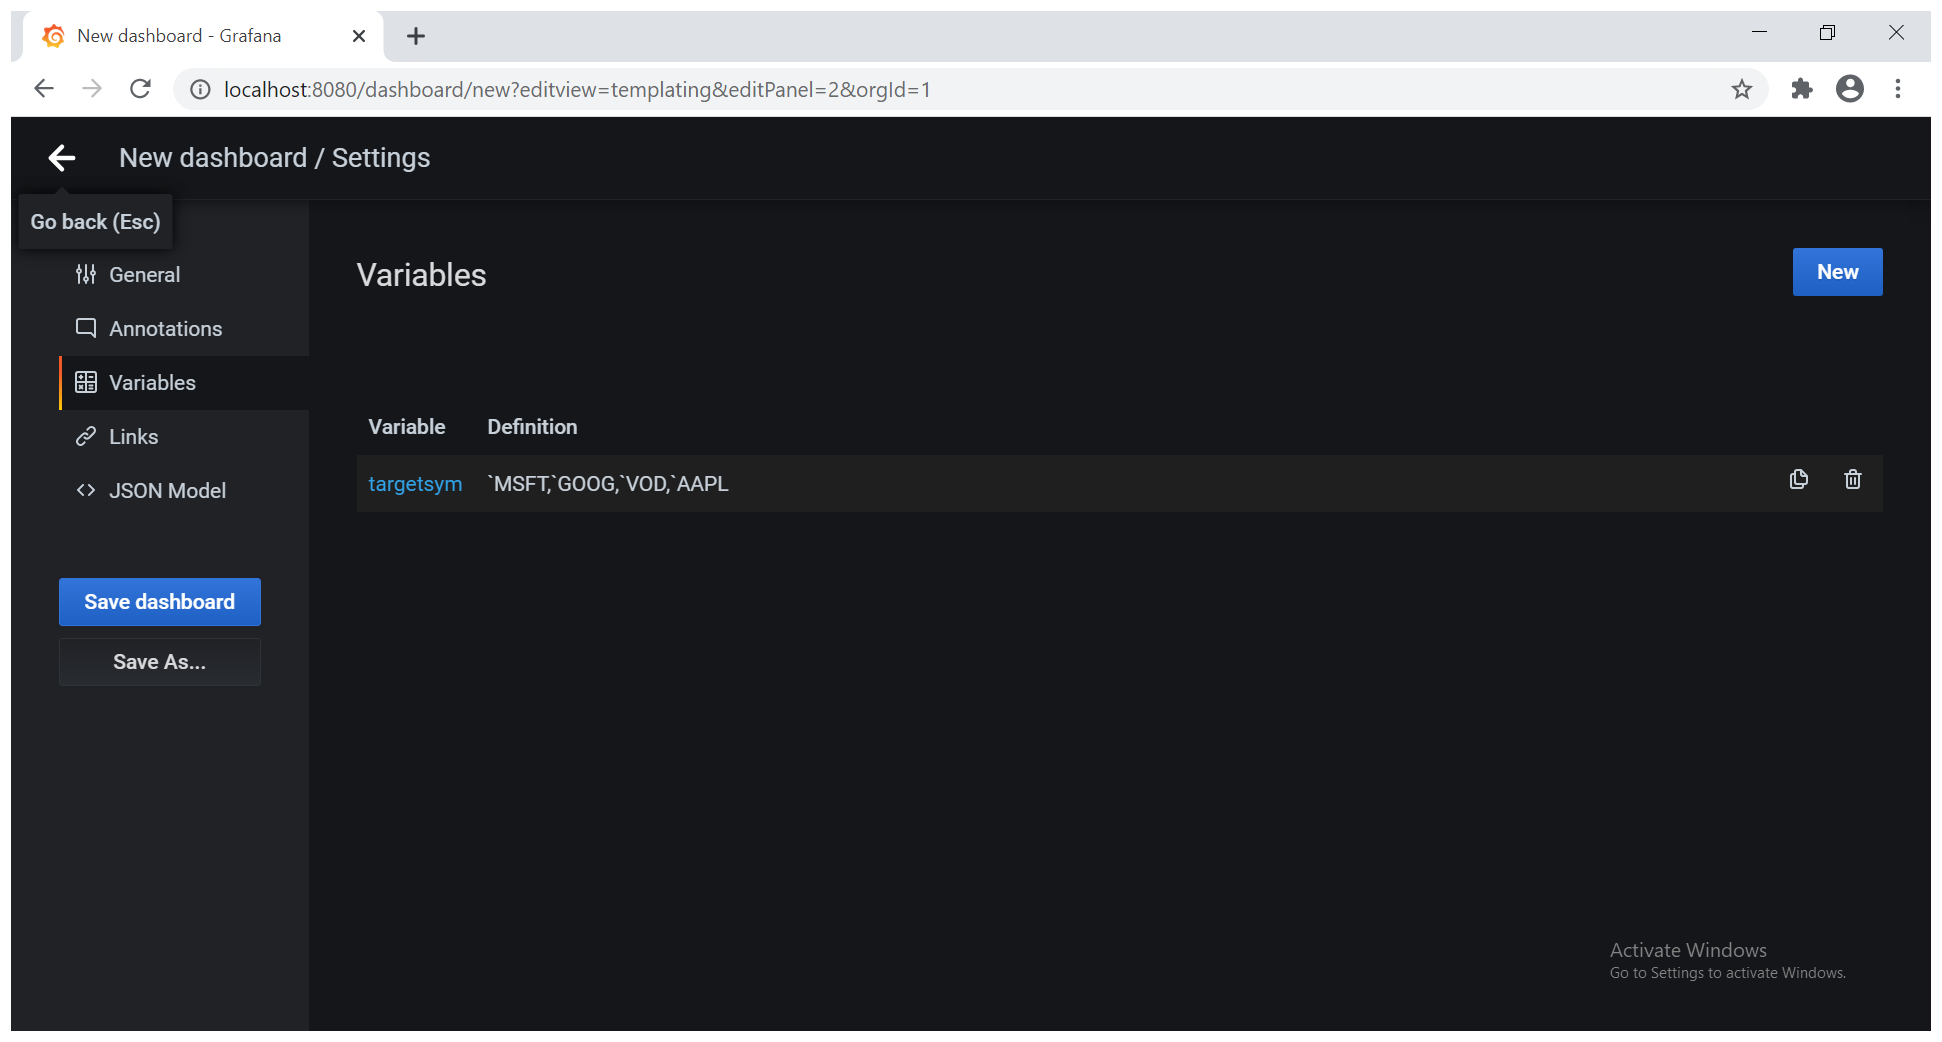 New dashboard - Grafana
localhost:8080/dashboard/new?editview=templating&editPanel=2&orgId=1
New dashboard / Settings
Go back (Esc)
General
Annotations
Variables
Links
JSON Model
Save dashboard
Save As...
Variables
New
Variable Definition
targetsym `MSFT,`GOOG,`VOD,`AAPL
Activate Windows
Go to Settings to activate Windows.